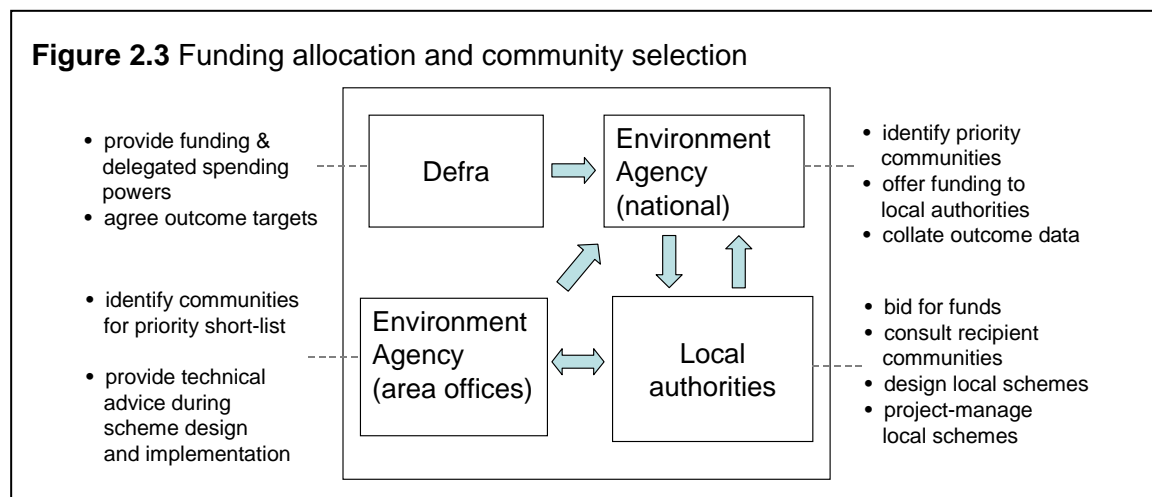 Figure 2.3 Funding allocation and community selection
• provide funding &
delegated spending
powers
• agree outcome targets
Defra
Environment
Agency
(national)
• identify priority
communities
• offer funding to
local authorities
• collate outcome data
• identify communities
for priority short-list
• provide technical
advice during
scheme design
and implementation
Environment
Agency
(area offices)
Local
authorities
• bid for funds
• consult recipient
communities
• design local schemes
• project-manage
local schemes